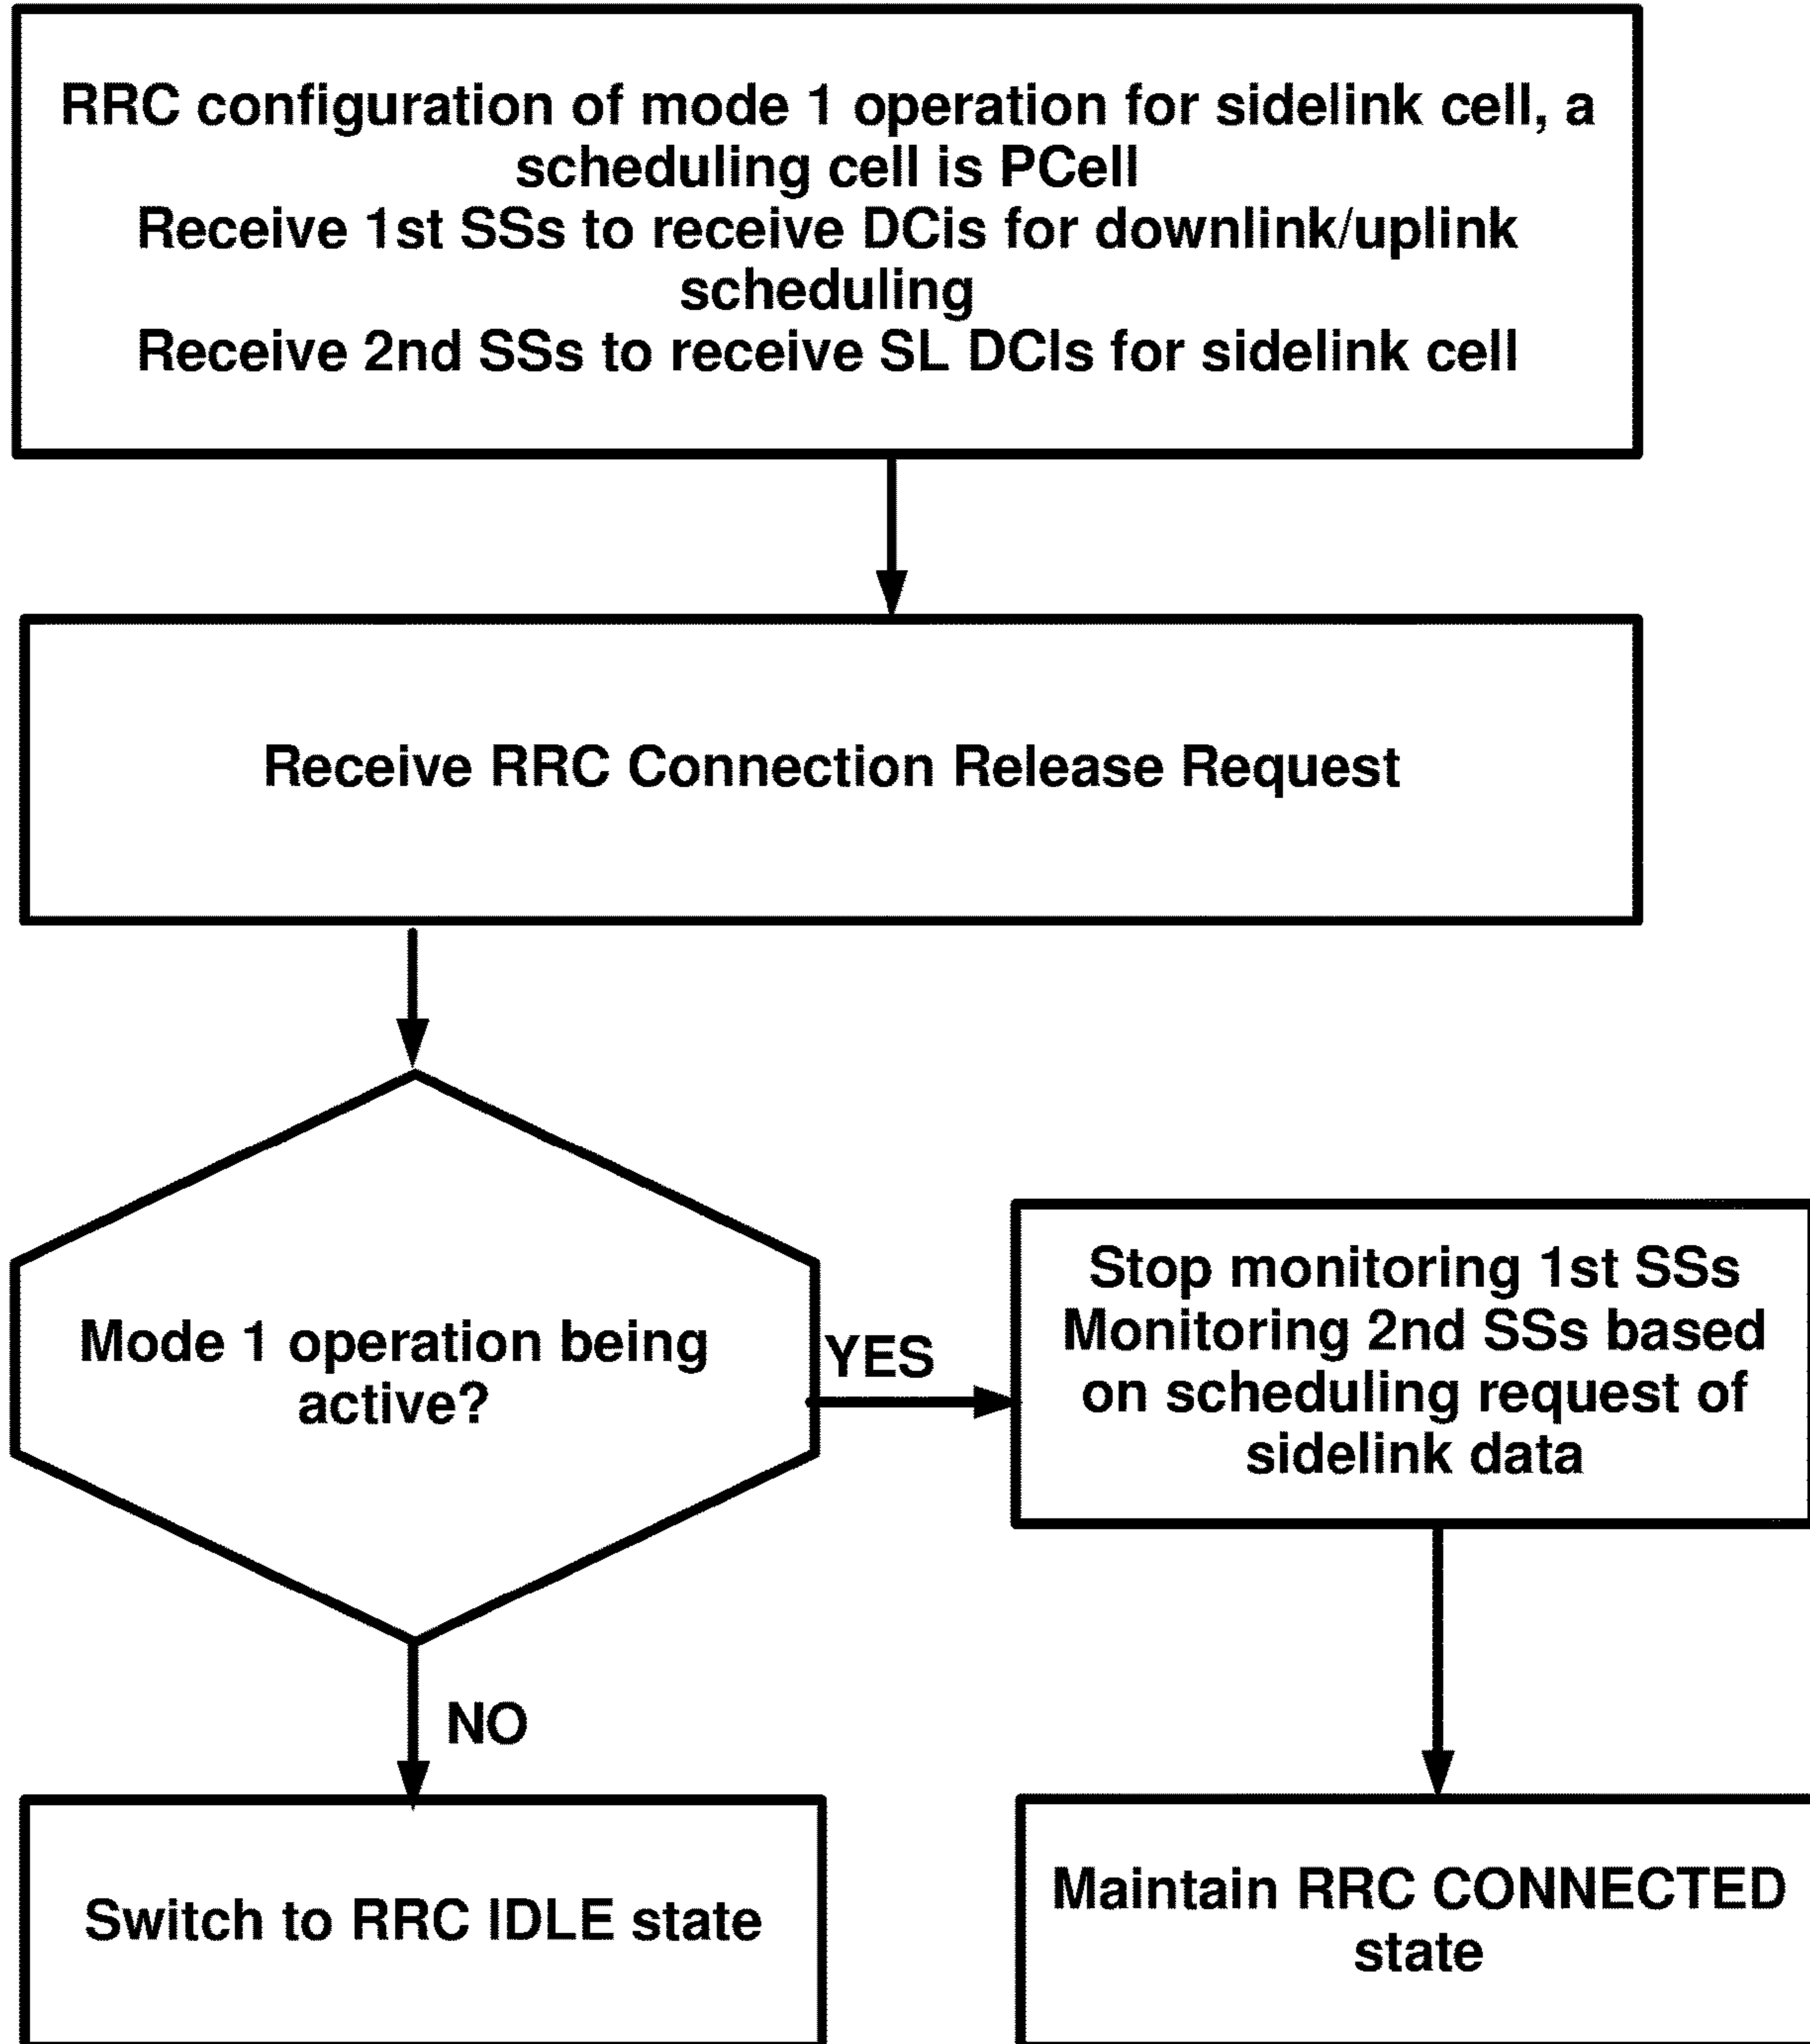 RRC configuration of mode 1 operation for sidelink cell, a
scheduling cell is PCell
Receive 1st SSs to receive DCis for downlink/uplink
scheduling
Receive 2nd SSs to receive SL DCIs for sidelink cell
Receive RRC Connection Release Request
Mode 1 operation being
active?
YES
Stop monitoring 1st SSs
Monitoring 2nd SSs based
on scheduling request of
sidelink data
NO
Switch to RRC IDLE state
Maintain RRC CONNECTED
state